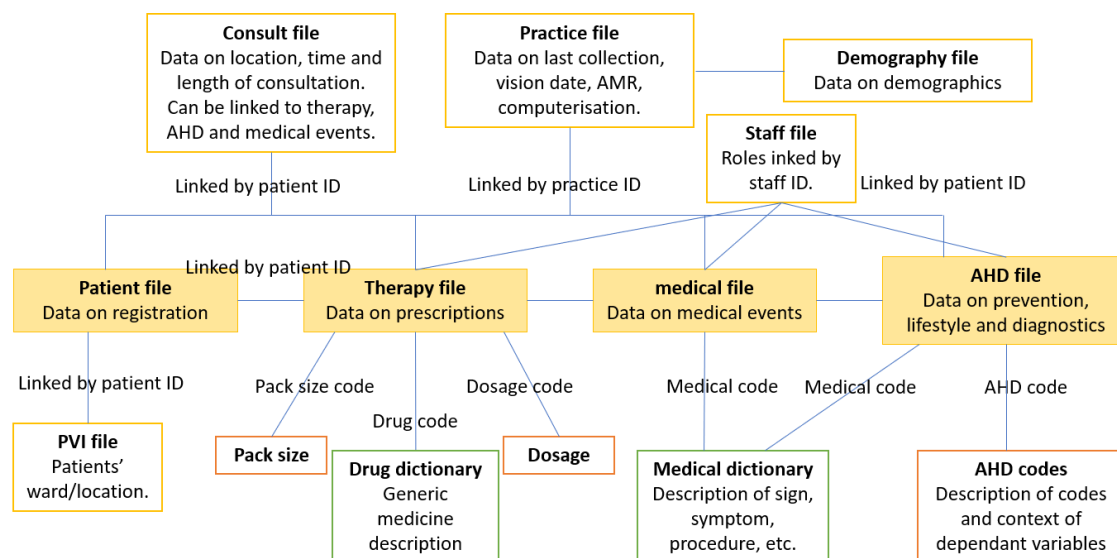 Consult file
Data on location, time and
length of consultation.
Can be linked to therapy,
AHD and medical events.
Practice file
Data on last collection,
vision date, AMR,
computerisation.
Demography file
Data on demographics
Staff file
Roles inked by
staff ID.
Linked by patient ID
Linked by practice ID
Linked by patient ID
Linked by patient ID
Patient file
Data on registration
Therapy file
Data on prescriptions
medical file
Data on medical events
AHD file
Data on prevention,
lifestyle and diagnostics
Linked by patient ID
Pack size code
Drug code
Dosage code
Medical code
Medical code
AHD code
PVI file
Patients’
ward/location.
Pack size
Drug dictionary
Generic
medicine
description
Dosage
Medical dictionary
Description of sign,
symptom,
procedure, etc.
AHD codes
Description of codes
and context of
dependant variables